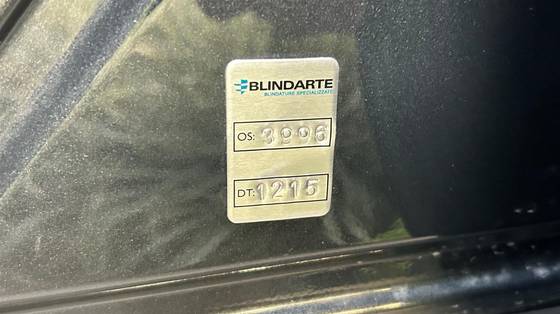 BLINDARTE
BLINDATURE SPECIALIZZATE
OS: 3996
DT: 1215